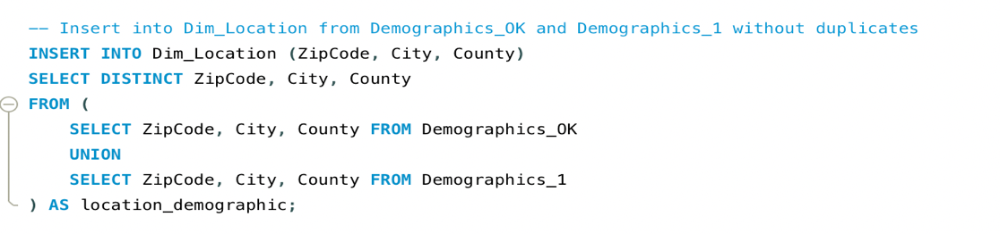 -- Insert into Dim_Location from Demographics_OK and Demographics_1 without duplicates
INSERT INTO Dim_Location (ZipCode, City, County)
SELECT DISTINCT ZipCode, City, County
FROM (
    SELECT ZipCode, City, County FROM Demographics_OK
    UNION
    SELECT ZipCode, City, County FROM Demographics_1
) AS location_demographic;